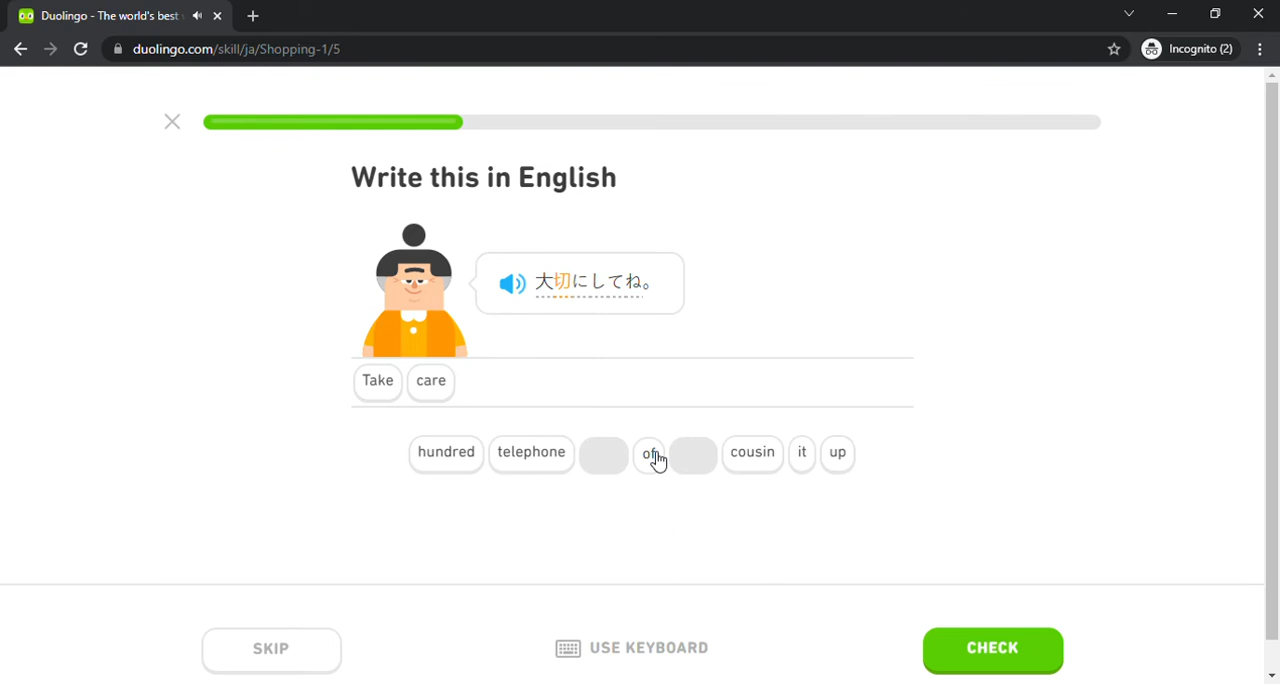 Duolingo - The world's best
duolingo.com/skill/ja/Shopping-1/5
Incognito (2)
Write this in English
大切にしてね。
Take care
hundred telephone of cousin it up
SKIP
USE KEYBOARD
CHECK